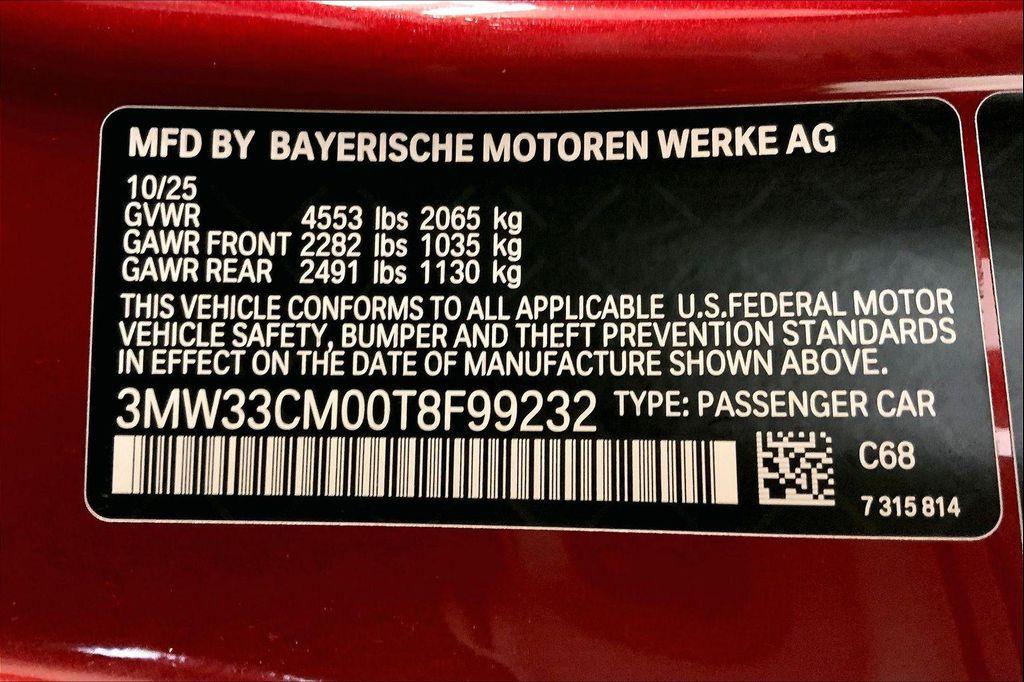 MFD BY BAYERISCHE MOTOREN WERKE AG
10/25
GVWR 4553 lbs 2065 kg
GAWR FRONT 2282 lbs 1035 kg
GAWR REAR 2491 lbs 1130 kg
THIS VEHICLE CONFORMS TO ALL APPLICABLE U.S.FEDERAL MOTOR
VEHICLE SAFETY, BUMPER AND THEFT PREVENTION STANDARDS
IN EFFECT ON THE DATE OF MANUFACTURE SHOWN ABOVE.
3MW33CM00T8F99232 TYPE: PASSENGER CAR
C68
7 315 814